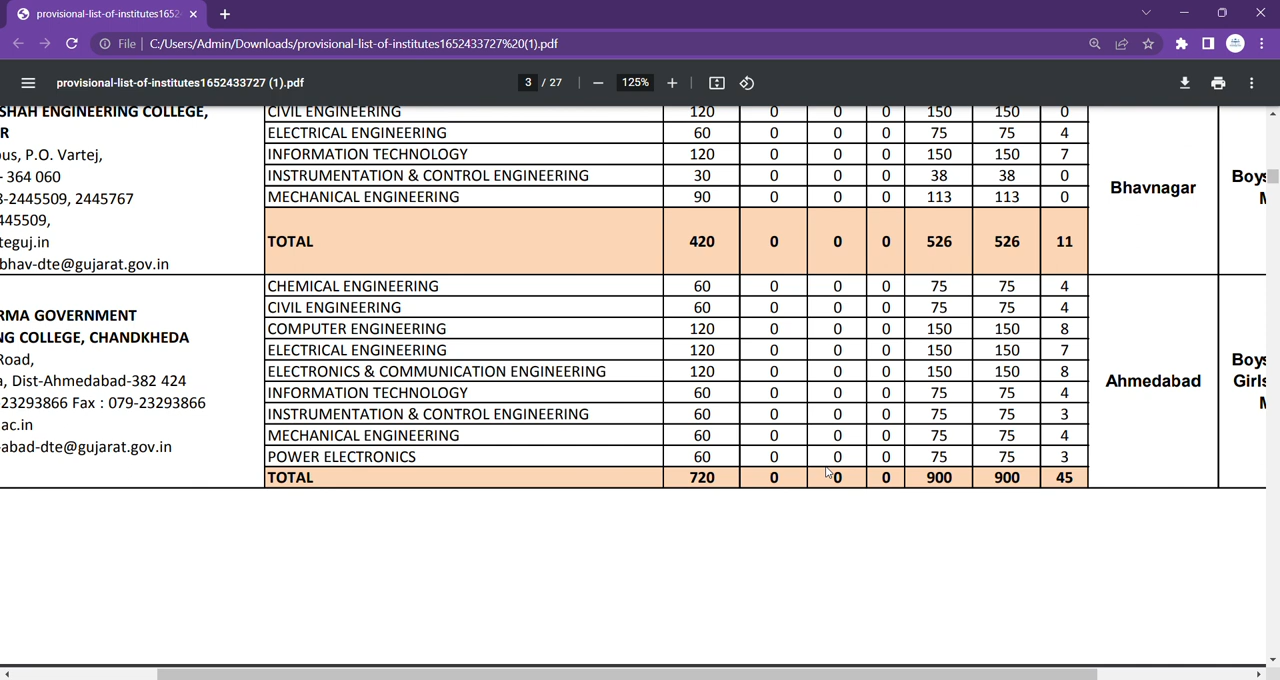 provisional-list-of-institutes1652
File C:/Users/Admin/Downloads/provisional-list-of-institutes1652433727%20(1).pdf
provisional-list-of-institutes1652433727 (1).pdf 3 / 27 125%
SHAH ENGINEERING COLLEGE,
R
us, P.O. Vartej,
- 364 060
8-2445509, 2445767
445509,
teguj.in
bhav-dte@gujarat.gov.in
CIVIL ENGINEERING 120 0 0 0 150 150 0
ELECTRICAL ENGINEERING 60 0 0 0 75 75 4
INFORMATION TECHNOLOGY 120 0 0 0 150 150 7
INSTRUMENTATION & CONTROL ENGINEERING 30 0 0 0 38 38 0
MECHANICAL ENGINEERING 90 0 0 0 113 113 0
TOTAL 420 0 0 0 526 526 11
Bhavnagar
Boys
RMA GOVERNMENT
NG COLLEGE, CHANDKHEDA
Road,
a, Dist-Ahmedabad-382 424
23293866 Fax : 079-23293866
ac.in
-abad-dte@gujarat.gov.in
CHEMICAL ENGINEERING 60 0 0 0 75 75 4
CIVIL ENGINEERING 60 0 0 0 75 75 4
COMPUTER ENGINEERING 120 0 0 0 150 150 8
ELECTRICAL ENGINEERING 120 0 0 0 150 150 7
ELECTRONICS & COMMUNICATION ENGINEERING 120 0 0 0 150 150 8
INFORMATION TECHNOLOGY 60 0 0 0 75 75 4
INSTRUMENTATION & CONTROL ENGINEERING 60 0 0 0 75 75 3
MECHANICAL ENGINEERING 60 0 0 0 75 75 4
POWER ELECTRONICS 60 0 0 0 75 75 3
TOTAL 720 0 0 0 900 900 45
Ahmedabad
Boys
Girls